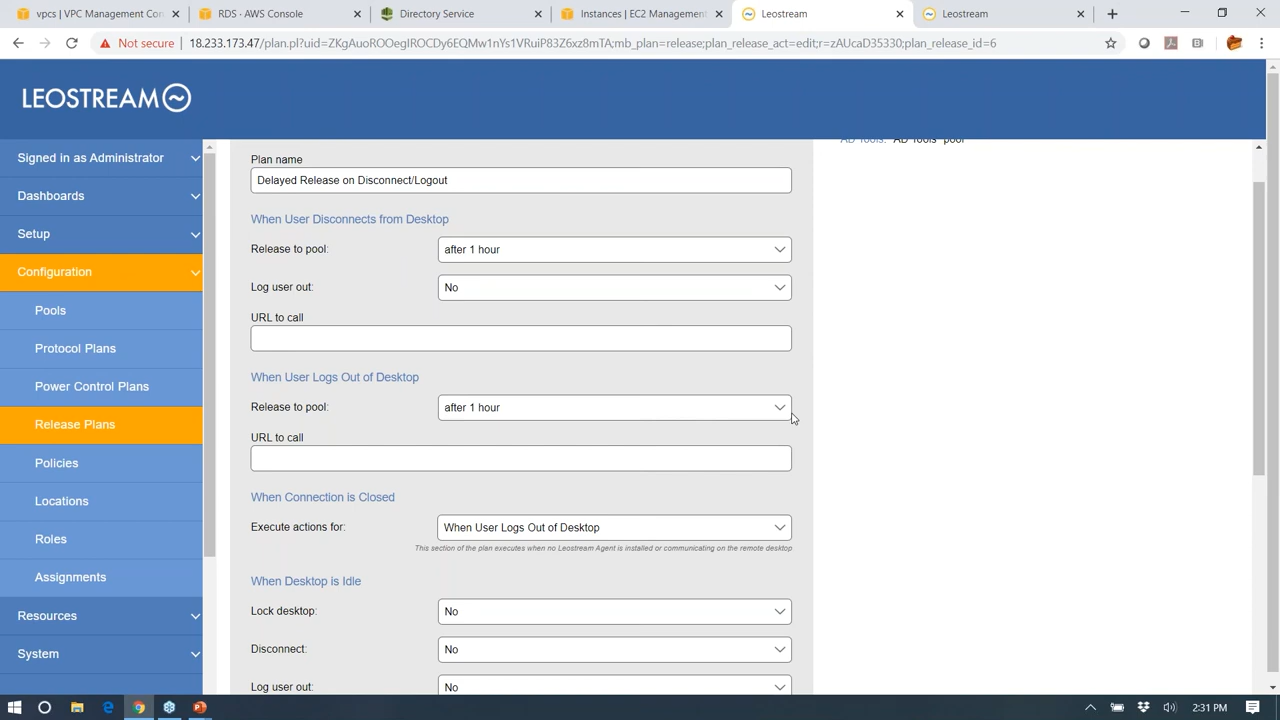 vpcs | VPC Management Con
RDS · AWS Console
Directory Service
Instances | EC2 Management
Leostream
Leostream
Not secure
18.233.173.47/plan.pl?uid=ZKgAuoROOegIROCDy6EQMw1nYs1VRuiP83Z6xz8mTA;mb_plan=release;plan_release_act=edit;r=zAUcaD35330;plan_release_id=6
LEOSTREAM
Signed in as Administrator
Dashboards
Setup
Configuration
Pools
Protocol Plans
Power Control Plans
Release Plans
Policies
Locations
Roles
Assignments
Resources
System
AD Tools: "AD Tools" pool
Plan name
Delayed Release on Disconnect/Logout
When User Disconnects from Desktop
Release to pool: after 1 hour
Log user out: No
URL to call
When User Logs Out of Desktop
Release to pool: after 1 hour
URL to call
When Connection is Closed
Execute actions for: When User Logs Out of Desktop
This section of the plan executes when no Leostream Agent is installed or communicating on the remote desktop
When Desktop is Idle
Lock desktop: No
Disconnect: No
Log user out: No
2:31 PM